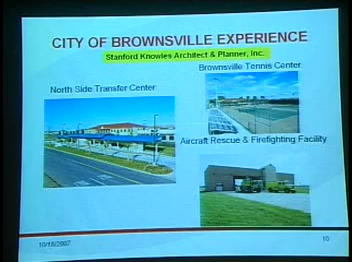 CITY OF BROWNSVILLE EXPERIENCE
Stanford Knowles Architect & Planner, Inc.
Brownsville Tennis Center
North Side Transfer Center
Aircraft Rescue & Firefighting Facility
10/18/2007
10